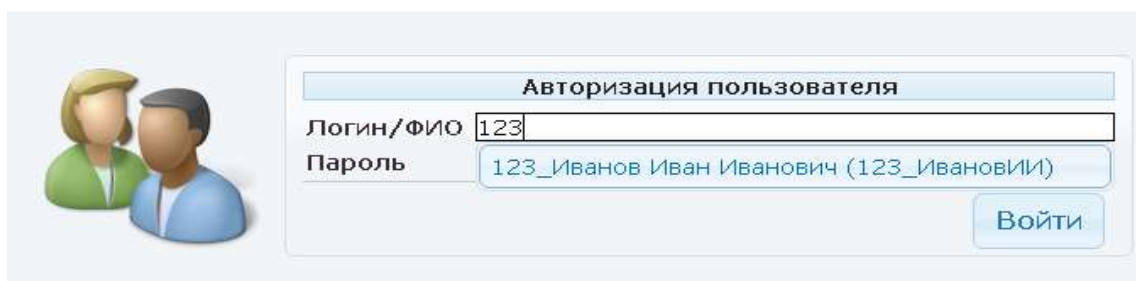 Авторизация пользователя
Логин/ФИО 123
Пароль 123_Иванов Иван Иванович (123_ИвановИИ)
Войти